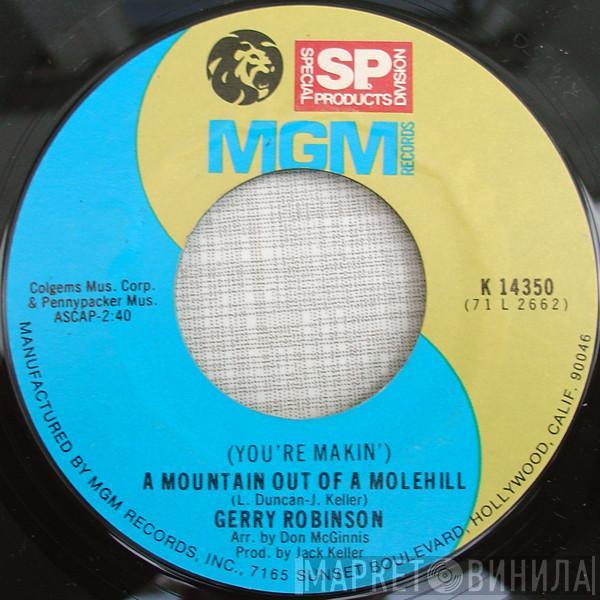 SP®
SPECIAL PRODUCTS DIVISION
MGM
RECORDS
Colgems Mus. Corp.
& Pennypacker Mus.
ASCAP-2:40
K 14350
(71 L 2662)
(YOU'RE MAKIN')
A MOUNTAIN OUT OF A MOLEHILL
(L. Duncan-J. Keller)
GERRY ROBINSON
Arr. by Don McGinnis
Prod. by Jack Keller
MANUFACTURED BY MGM RECORDS, INC., 7165 SUNSET BOULEVARD, HOLLYWOOD, CALIF. 90046
МАРКЕТ ВИНИЛА